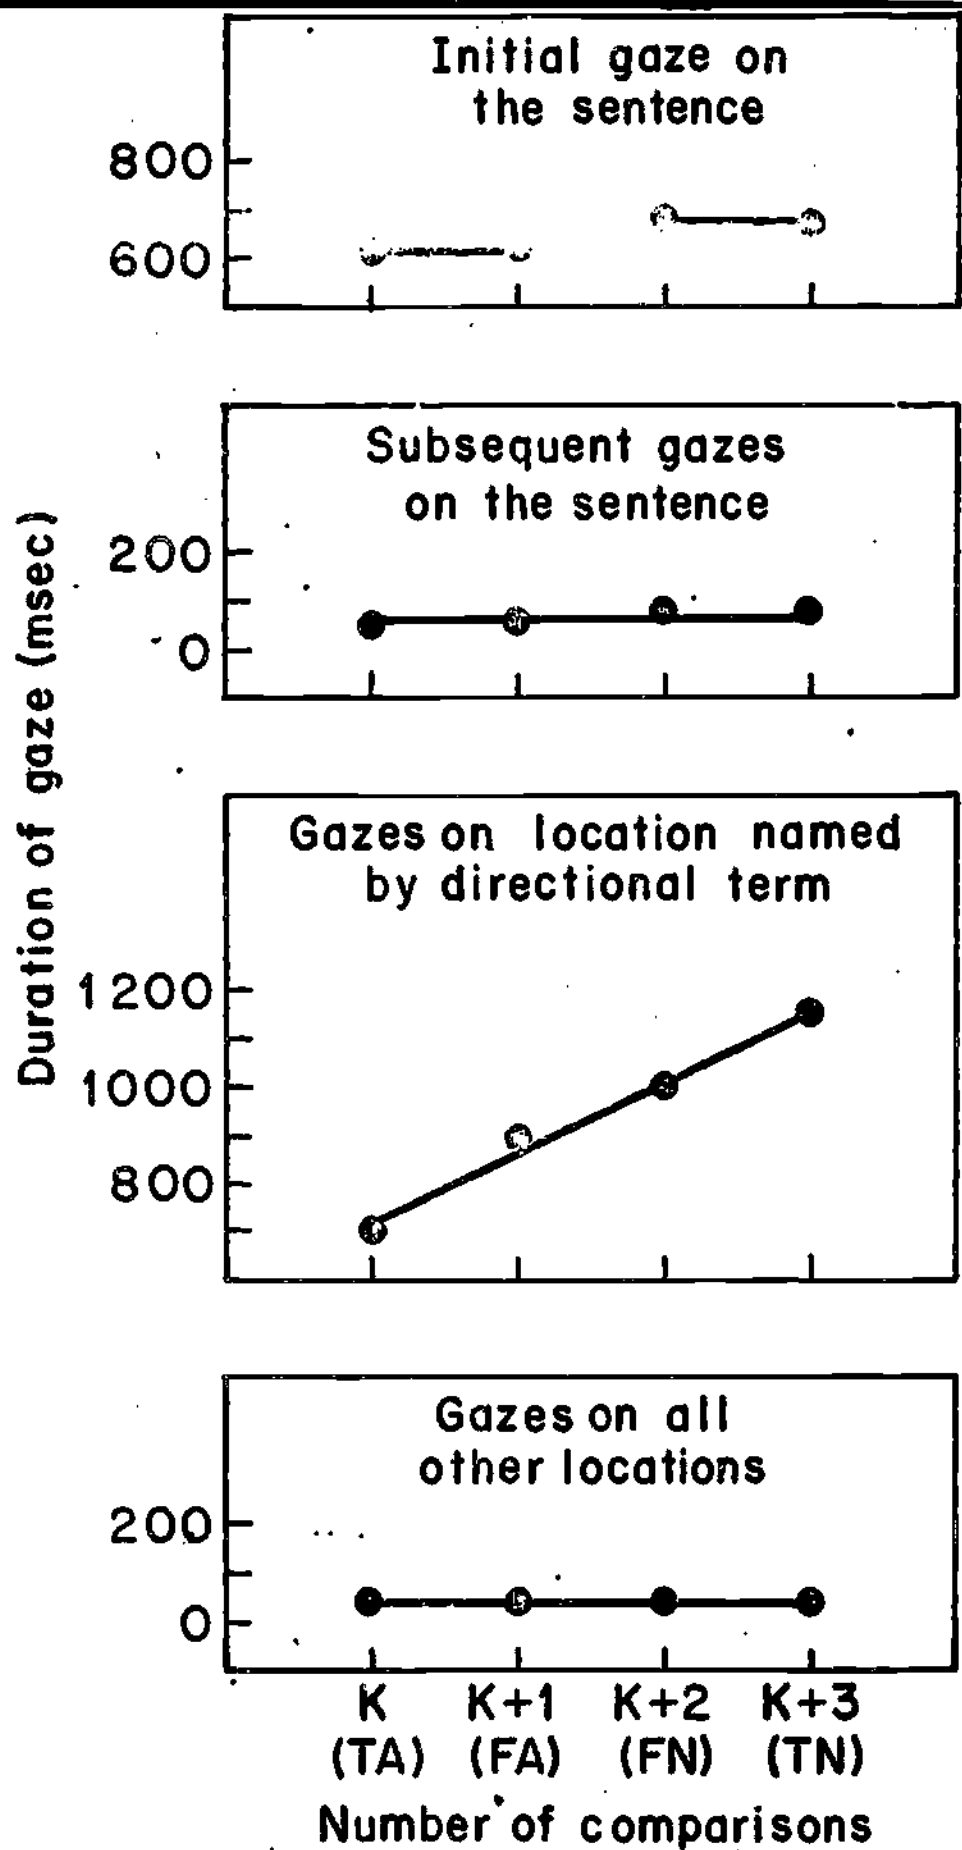 Initial gaze on
the sentence
800
600
Subsequent gazes
on the sentence
200
0
Duration of gaze (msec)
Gazes on location named
by directional term
1200
1000
800
Gazes on all
other locations
200
0
K K+1 K+2 K+3
(TA) (FA) (FN) (TN)
Number of comparisons